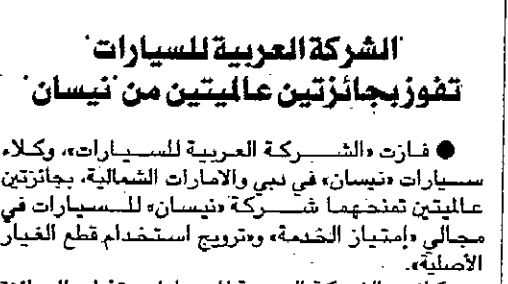 "الشركة العربية للسيارات"
تفوز بجائزتين عالميتين من "نيسان"
● فازت «الشركة العربية للسيارات»، وكلاء
سيارات «نيسان» في دبي والامارات الشمالية، بجائزتين
عالميتين تمنحهما شركة «نيسان» للسيارات في
مجالي «إمتياز الخدمة» و«ترويج استخدام قطع الغيار
الأصلية».